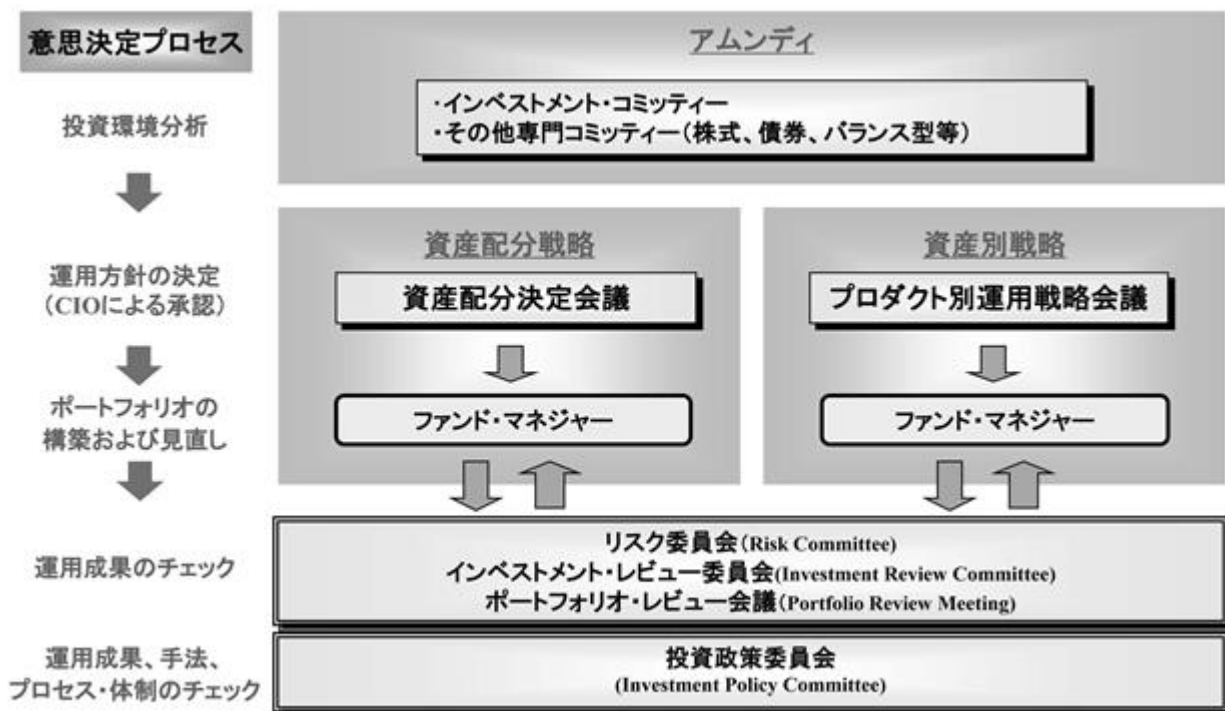 意思決定プロセス
アムンディ
・インベストメント・コミッティー
・その他専門コミッティー（株式、債券、バランス型等）
投資環境分析
資産配分戦略
資産別戦略
運用方針の決定
（CIOによる承認）
資産配分決定会議
プロダクト別運用戦略会議
ポートフォリオの
構築および見直し
ファンド・マネジャー
ファンド・マネジャー
運用成果のチェック
リスク委員会（Risk Committee）
インベストメント・レビュー委員会(Investment Review Committee)
ポートフォリオ・レビュー会議（Portfolio Review Meeting)
運用成果、手法、
プロセス・体制のチェック
投資政策委員会
(Investment Policy Committee)